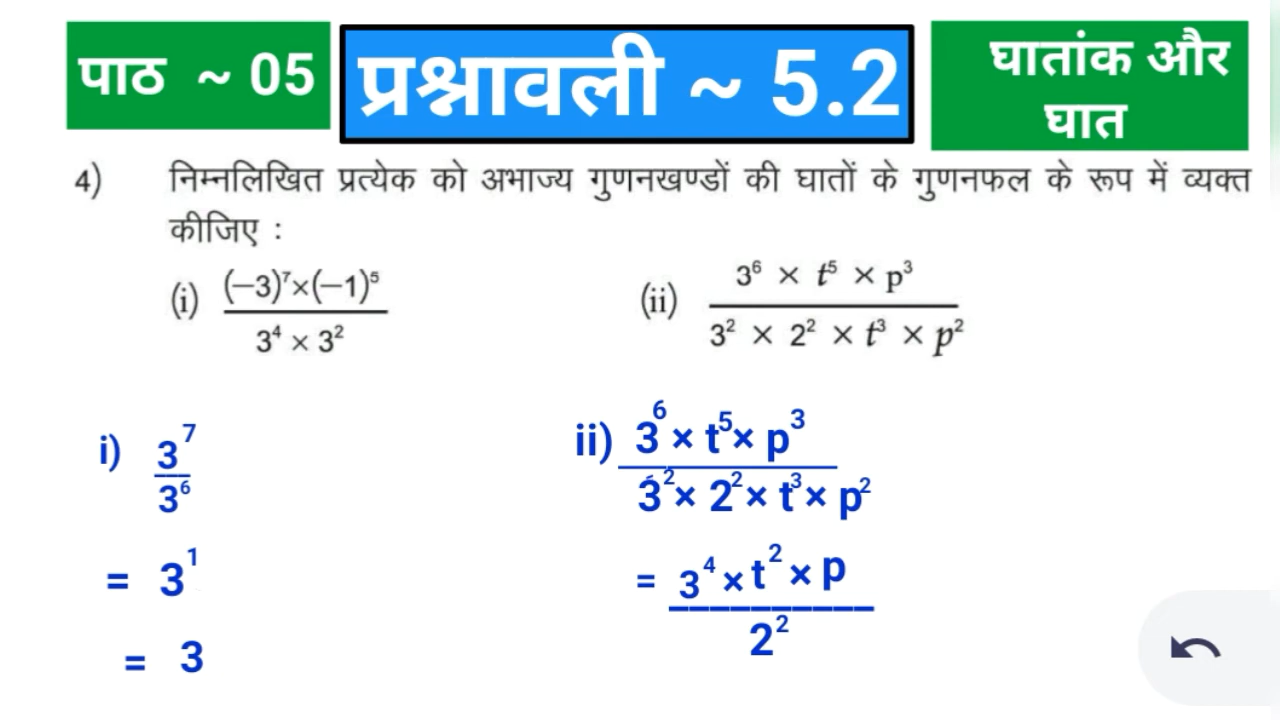 पाठ ~ 05
प्रश्नावली ~ 5.2
घातांक और
घात
4) निम्नलिखित प्रत्येक को अभाज्य गुणनखण्डों की घातों के गुणनफल के रूप में व्यक्त
कीजिए :
(i) (–3)⁷×(–1)⁵
3⁴ × 3²
(ii) 3⁶ × t⁵ × p³
3² × 2² × t³ × p²
i) 3⁷
3⁶
= 3¹
= 3
ii) 3⁶ × t⁵ × p³
3² × 2² × t³ × p²
= 3⁴ × t² × p
2²